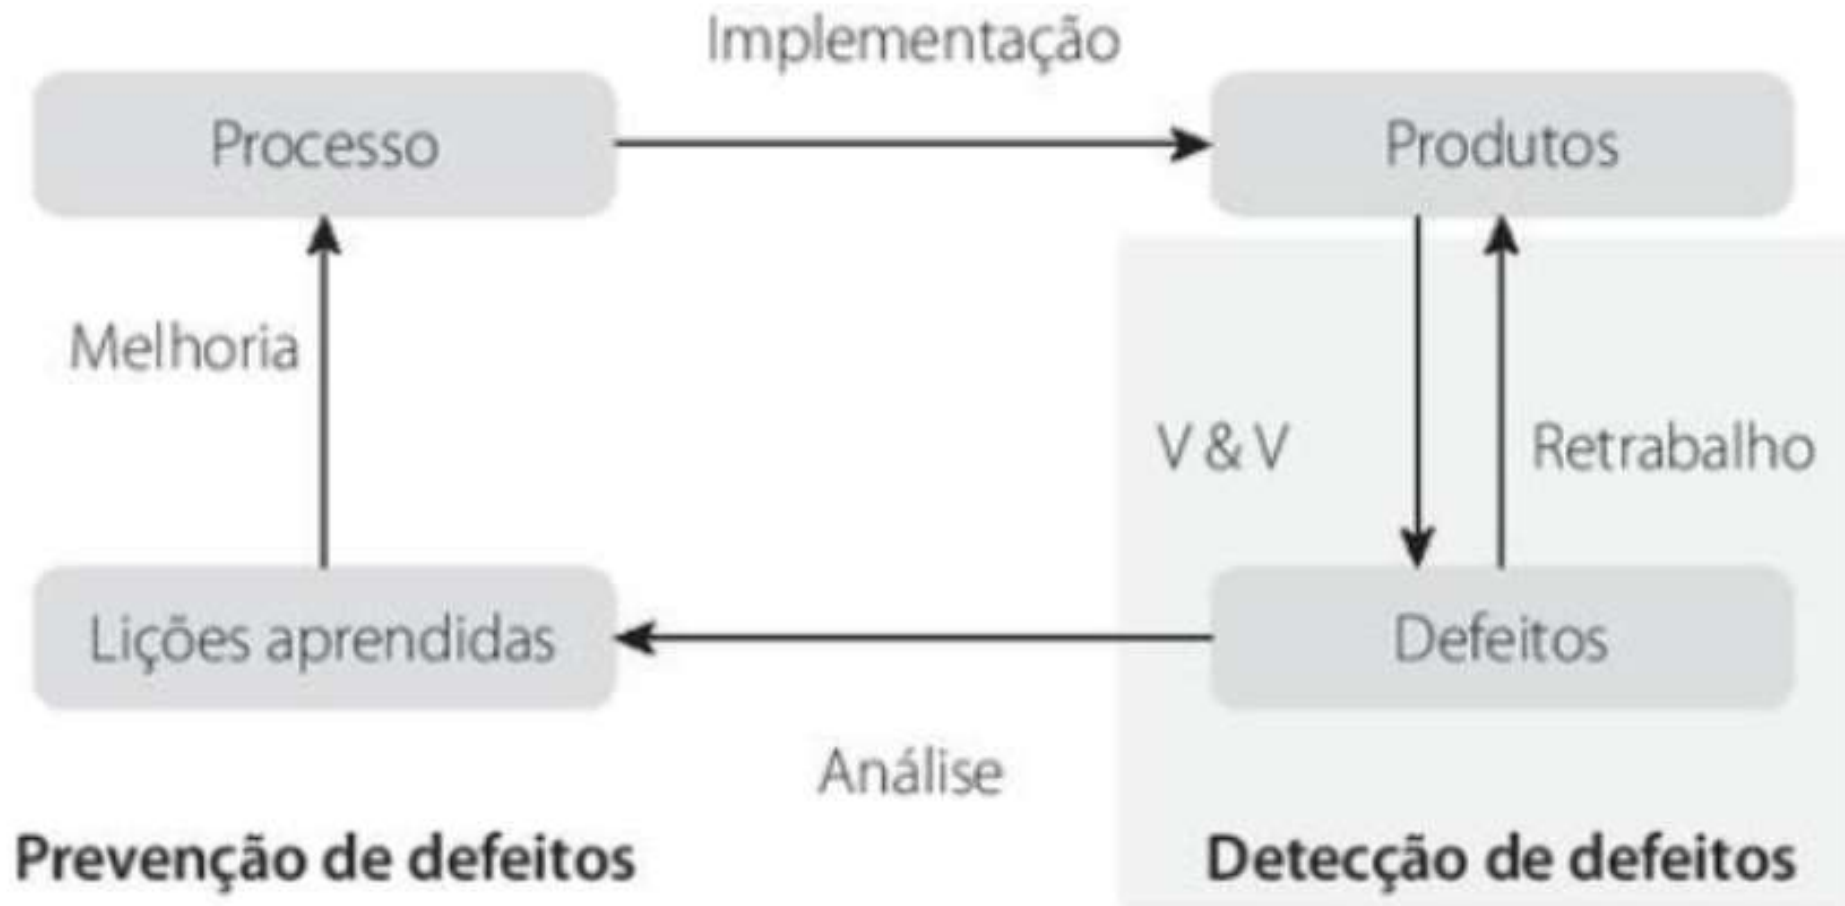 Implementação
Processo
Produtos
Melhoria
V & V
Retrabalho
Lições aprendidas
Defeitos
Análise
Prevenção de defeitos
Detecção de defeitos